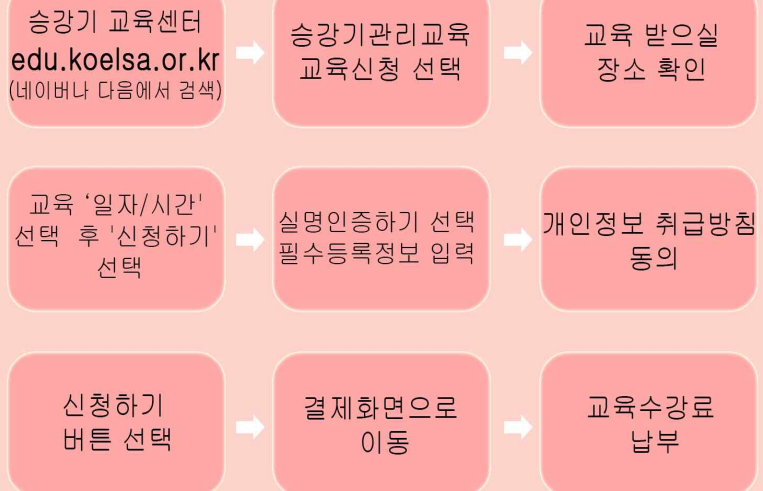 승강기 교육센터
edu.koelsa.or.kr
(네이버나 다음에서 검색)
승강기관리교육
교육신청 선택
교육 받으실
장소 확인
교육 ‘일자/시간'
선택 후 '신청하기'
선택
실명인증하기 선택
필수등록정보 입력
개인정보 취급방침
동의
신청하기
버튼 선택
결제화면으로
이동
교육수강료
납부